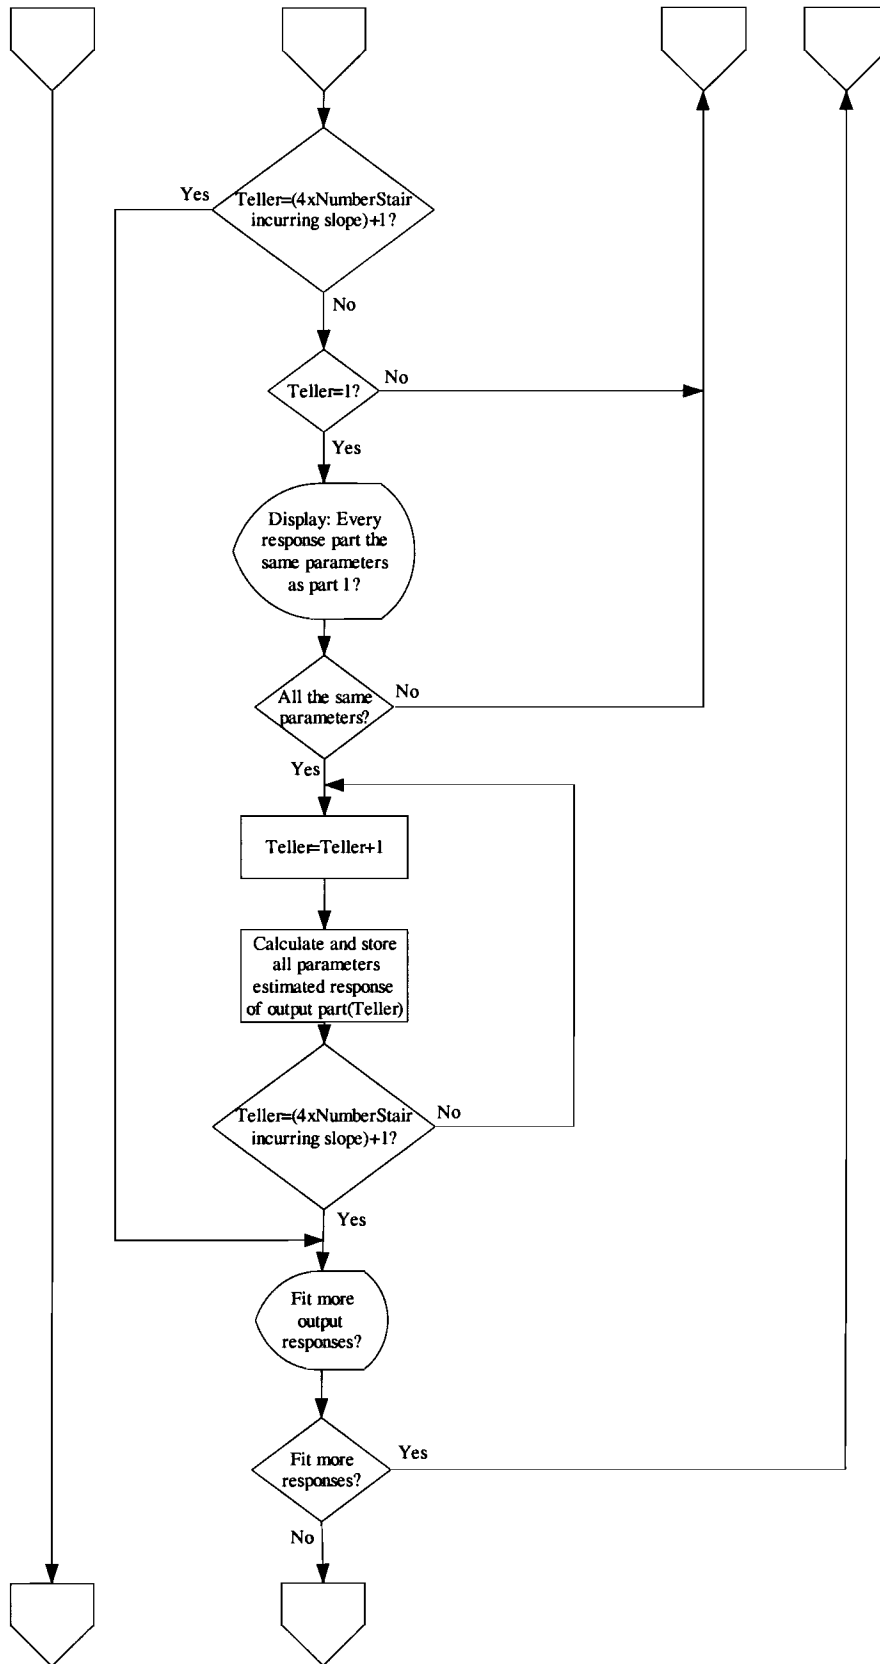 Yes
Teller=(4xNumberStair
incurring slope)+1?
No
Teller=1?
No
Yes
Display: Every
response part the
same parameters
as part 1?
All the same
parameters?
No
Yes
Teller=Teller+1
Calculate and store
all parameters
estimated response
of output part(Teller)
Teller=(4xNumberStair
incurring slope)+1?
No
Yes
Fit more
output
responses?
Fit more
responses?
Yes
No